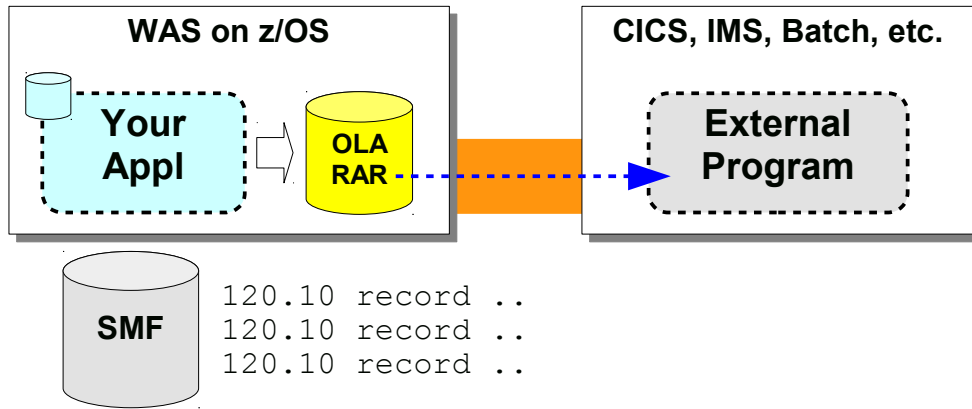 WAS on z/OS
CICS, IMS, Batch, etc.
Your
Appl
OLA
RAR
External
Program
SMF
120.10 record ..
120.10 record ..
120.10 record ..